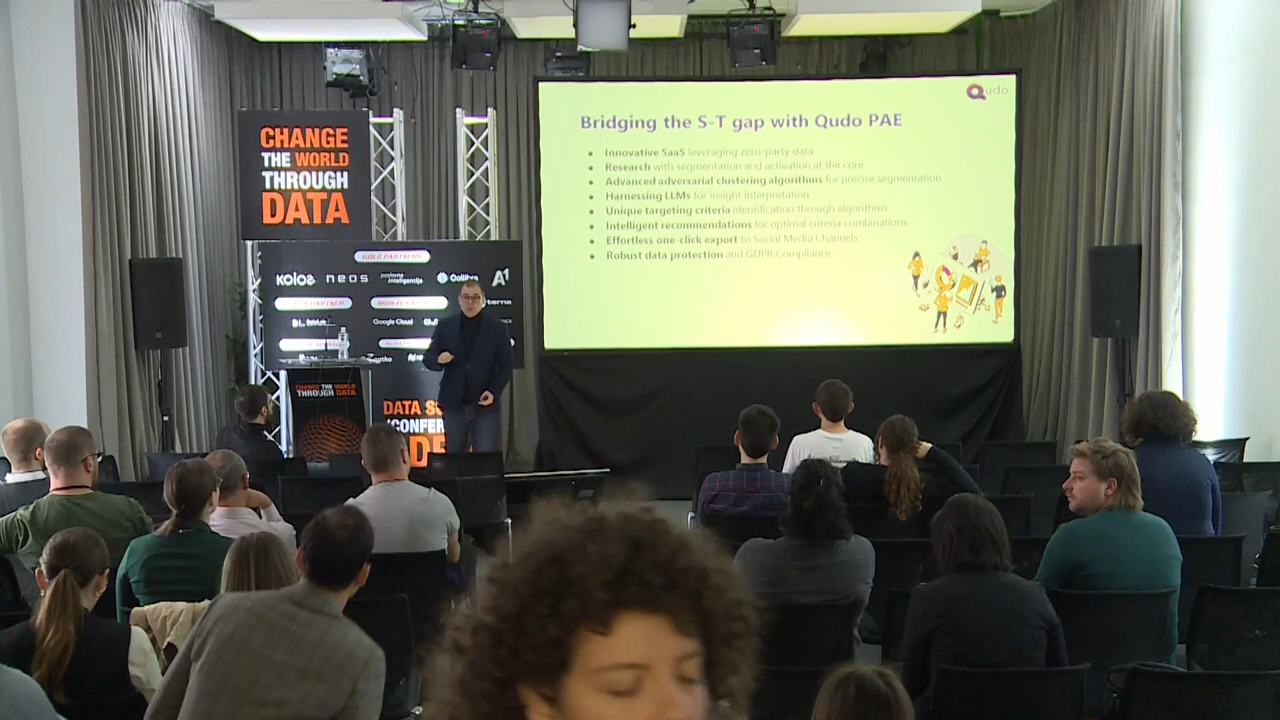 CHANGE
THE WORLD
THROUGH
DATA
GOLD PARTNERS
kolos neos poslovna inteligencija Calibra A1
Google Cloud
CHANGE THE WORLD
THROUGH DATA
DATA SC
/CONFER
Qudo
Bridging the S-T gap with Qudo PAE
• Innovative SaaS leveraging zero-party data
• Research with segmentation and activation at the core
• Advanced adversarial clustering algorithms for precise segmentation
• Harnessing LLMs for insight interpretation
• Unique targeting criteria identification through algorithms
• Intelligent recommendations for optimal criteria combinations
• Effortless one-click export to Social Media Channels
• Robust data protection and GDPR Compliance